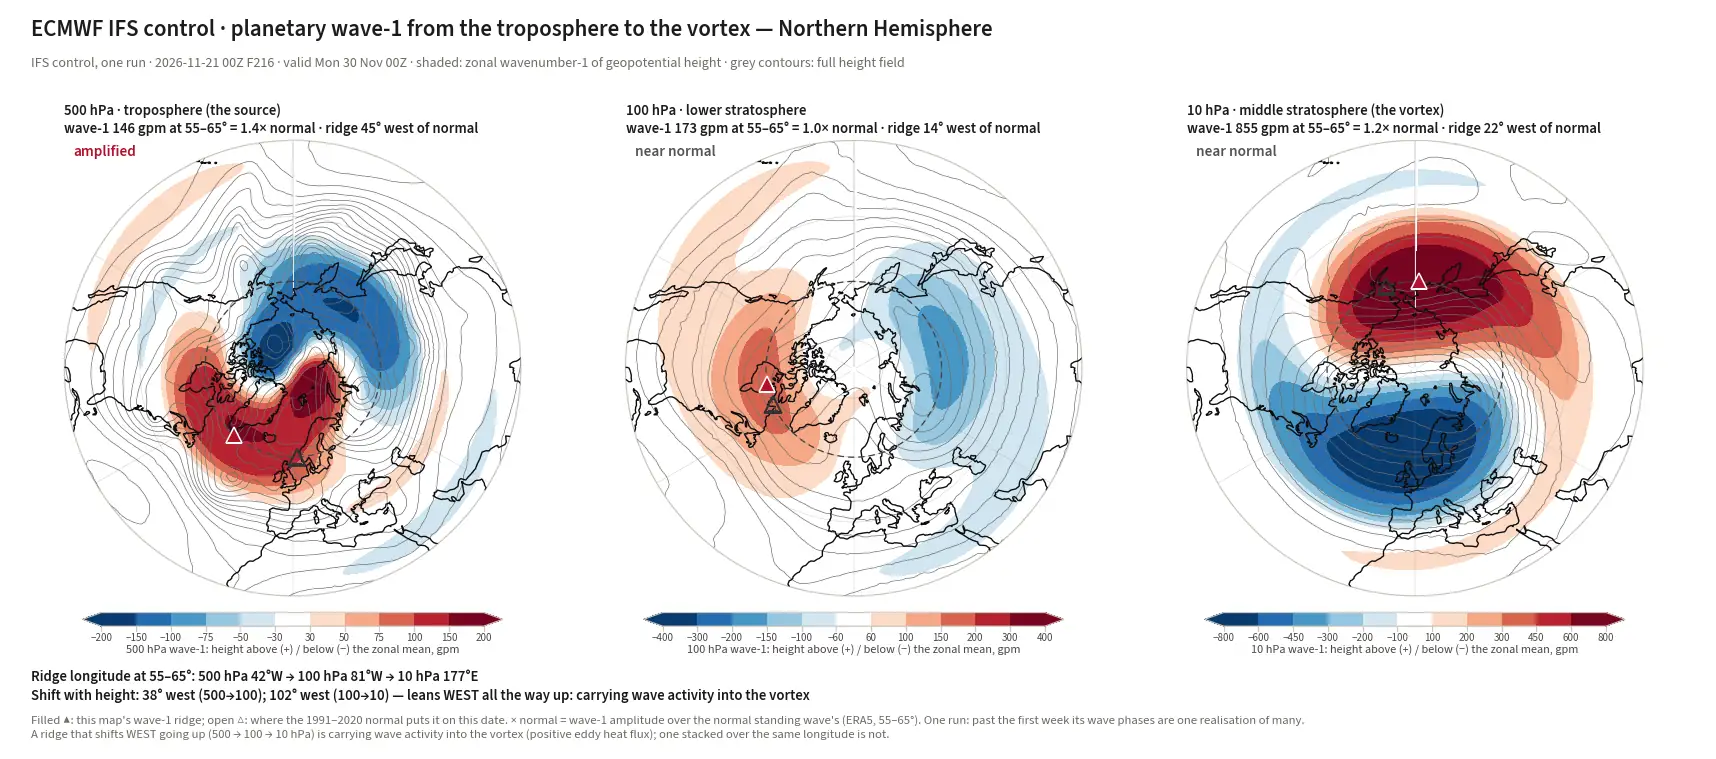 ECMWF IFS control · planetary wave-1 from the troposphere to the vortex — Northern Hemisphere
IFS control, one run · 2026-11-21 00Z F216 · valid Mon 30 Nov 00Z · shaded: zonal wavenumber-1 of geopotential height · grey contours: full height field
500 hPa · troposphere (the source)
wave-1 146 gpm at 55–65° = 1.4× normal · ridge 45° west of normal
amplified
100 hPa · lower stratosphere
wave-1 173 gpm at 55–65° = 1.0× normal · ridge 14° west of normal
near normal
10 hPa · middle stratosphere (the vortex)
wave-1 855 gpm at 55–65° = 1.2× normal · ridge 22° west of normal
near normal
−200 −150 −100 −75 −50 −30 30 50 75 100 150 200
500 hPa wave-1: height above (+) / below (−) the zonal mean, gpm
−400 −300 −200 −150 −100 −60 60 100 150 200 300 400
100 hPa wave-1: height above (+) / below (−) the zonal mean, gpm
−800 −600 −450 −300 −200 −100 100 200 300 450 600 800
10 hPa wave-1: height above (+) / below (−) the zonal mean, gpm
Ridge longitude at 55–65°: 500 hPa 42°W → 100 hPa 81°W → 10 hPa 177°E
Shift with height: 38° west (500→100); 102° west (100→10) — leans WEST all the way up: carrying wave activity into the vortex
Filled ▲: this map's wave-1 ridge; open △: where the 1991–2020 normal puts it on this date. × normal = wave-1 amplitude over the normal standing wave's (ERA5, 55–65°). One run: past the first week its wave phases are one realisation of many.
A ridge that shifts WEST going up (500 → 100 → 10 hPa) is carrying wave activity into the vortex (positive eddy heat flux); one stacked over the same longitude is not.